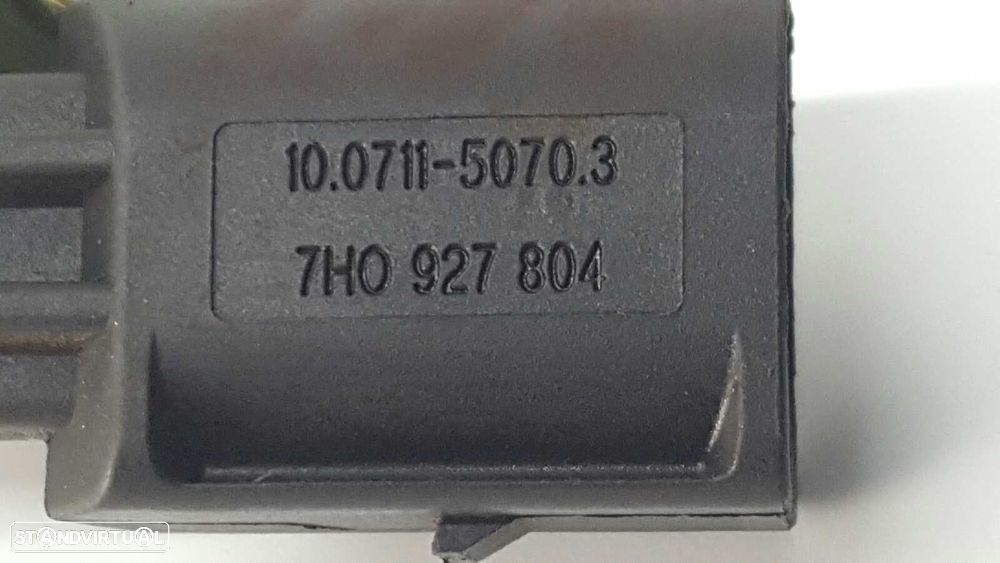 10.0711-5070.3
7H0 927 804
STANDVIRTUAL